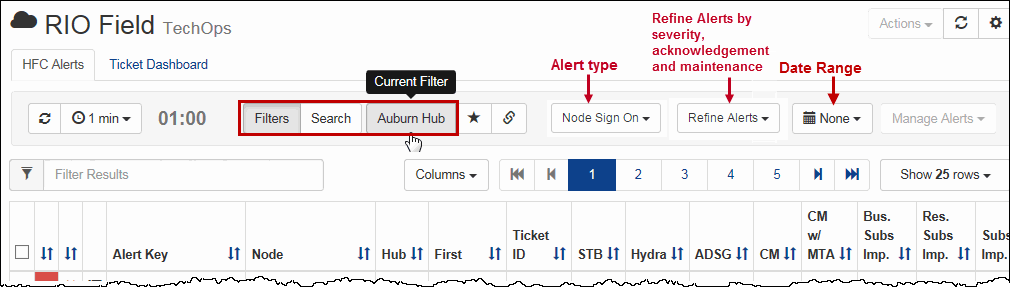 RIO Field TechOps
Actions
Refine Alerts by
severity,
acknowledgement
and maintenance
HFC Alerts
Ticket Dashboard
Current Filter
Alert type
Date Range
1 min
01:00
Filters
Search
Auburn Hub
Node Sign On
Refine Alerts
None
Manage Alerts
Filter Results
Columns
1
2
3
4
5
Show 25 rows
Alert Key
Node
Hub
First
Ticket
ID
STB
Hydra
ADSG
CM
CM
w/
MTA
Bus.
Subs
Imp.
Res.
Subs
Imp.
Subs
Imp.